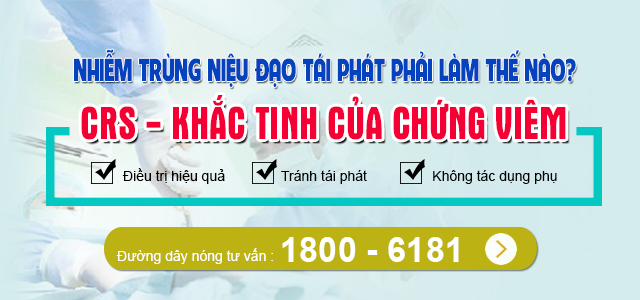 NHIỄM TRÙNG NIỆU ĐẠO TÁI PHÁT PHẢI LÀM THẾ NÀO?
CRS – KHẮC TINH CỦA CHỨNG VIÊM
Điều trị hiệu quả Tránh tái phát Không tác dụng phụ
Đường dây nóng tư vấn : 1800 - 6181